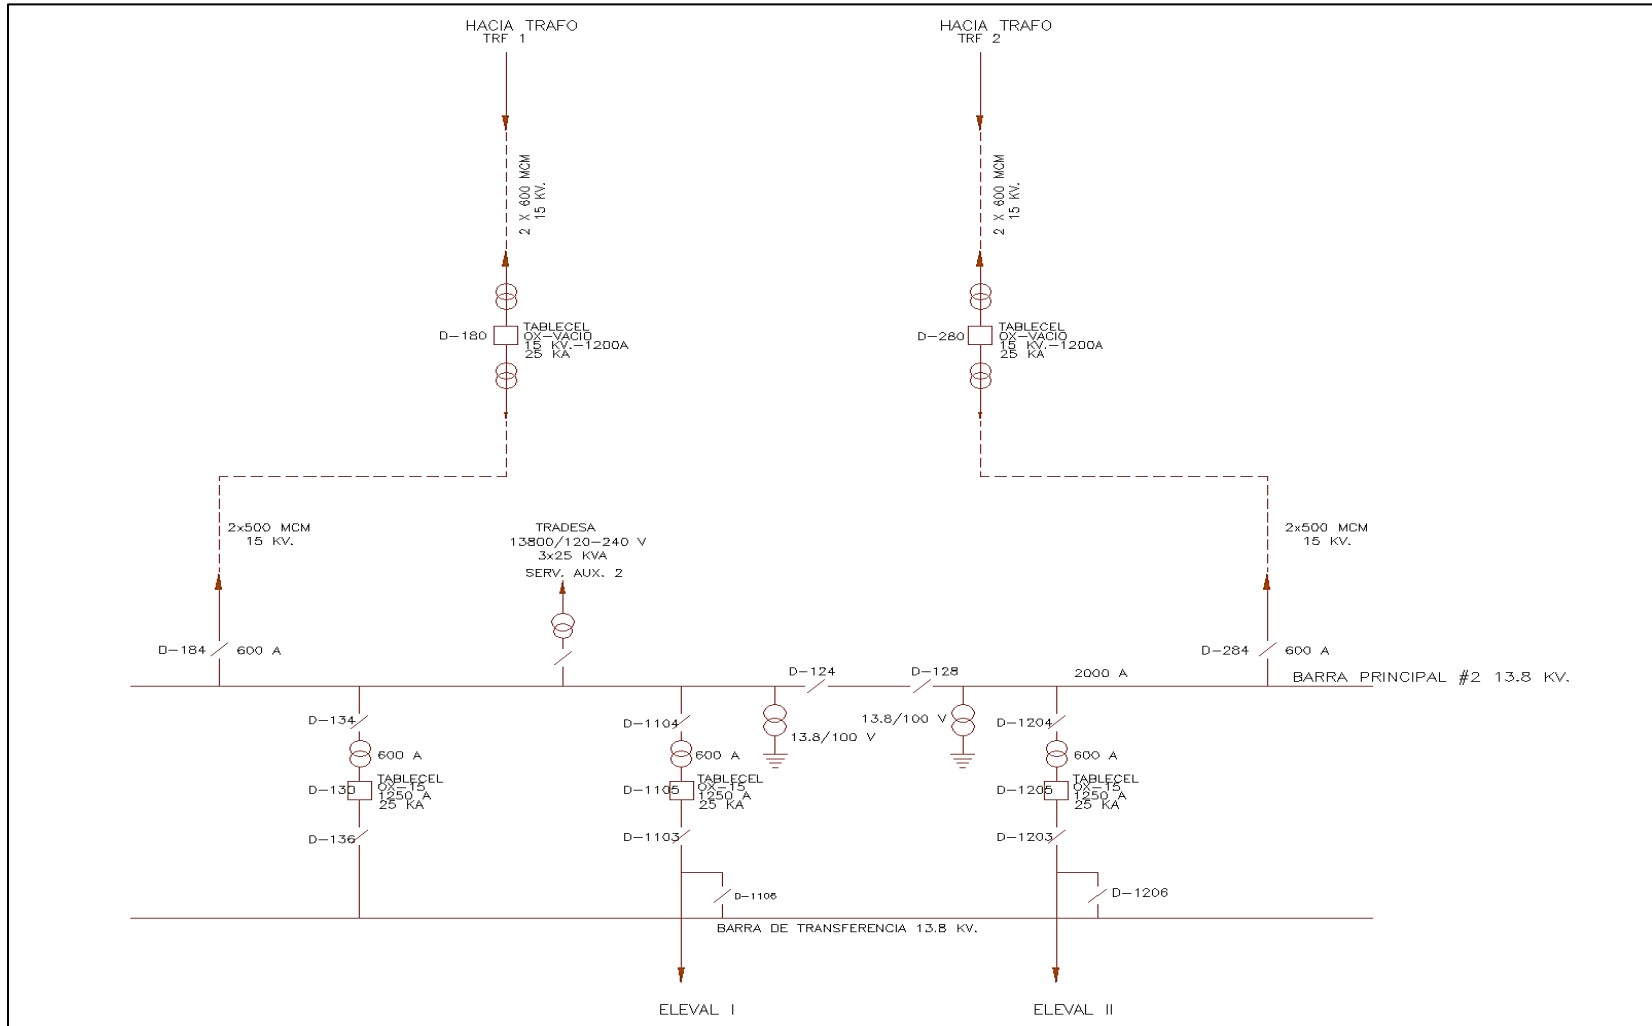 HACIA TRAFO
TRF 1
HACIA TRAFO
TRF 2
2 X 600 MCM
15 KV.
2 X 600 MCM
15 KV.
D-180
TABLECEL
OX-VACIO
15 KV.-1200A
25 KA
D-280
TABLECEL
OX-VACIO
15 KV.-1200A
25 KA
2x500 MCM
15 KV.
TRADESA
13800/120-240 V
3x25 KVA
SERV. AUX. 2
2x500 MCM
15 KV.
D-184
600 A
D-284
600 A
D-124
D-128
2000 A
BARRA PRINCIPAL #2 13.8 KV.
D-134
D-1104
13.8/100 V
13.8/100 V
D-1204
600 A
600 A
600 A
D-130
TABLECEL
OX-15
1250 A
25 KA
D-1105
TABLECEL
OX-15
1250 A
25 KA
D-1205
TABLECEL
OX-15
1250 A
25 KA
D-136
D-1103
D-1203
D-1106
D-1206
BARRA DE TRANSFERENCIA 13.8 KV.
ELEVAL I
ELEVAL II